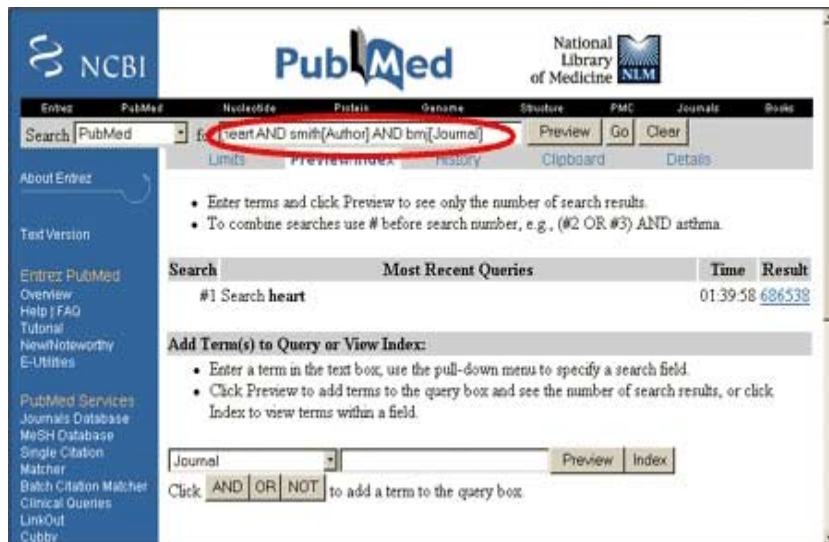 NCBI
PubMed
National
Library
of Medicine NLM
Entrez PubMed Nucleotide Protein Genome Structure PMC Journals Books
Search PubMed for heart AND smith[Author] AND bmj[Journal] Preview Go Clear
Limits Preview/Index History Clipboard Details
About Entrez
Text Version
Entrez PubMed
Overview
Help | FAQ
Tutorial
New/Noteworthy
E-Utilities
PubMed Services
Journals Database
MeSH Database
Single Citation
Matcher
Batch Citation Matcher
Clinical Queries
LinkOut
Cubby
• Enter terms and click Preview to see only the number of search results.
• To combine searches use # before search number, e.g., (#2 OR #3) AND asthma.
Search Most Recent Queries Time Result
#1 Search heart 01:39:58 686538
Add Term(s) to Query or View Index:
• Enter a term in the text box, use the pull-down menu to specify a search field.
• Click Preview to add terms to the query box and see the number of search results, or click
Index to view terms within a field.
Journal Preview Index
Click AND OR NOT to add a term to the query box.